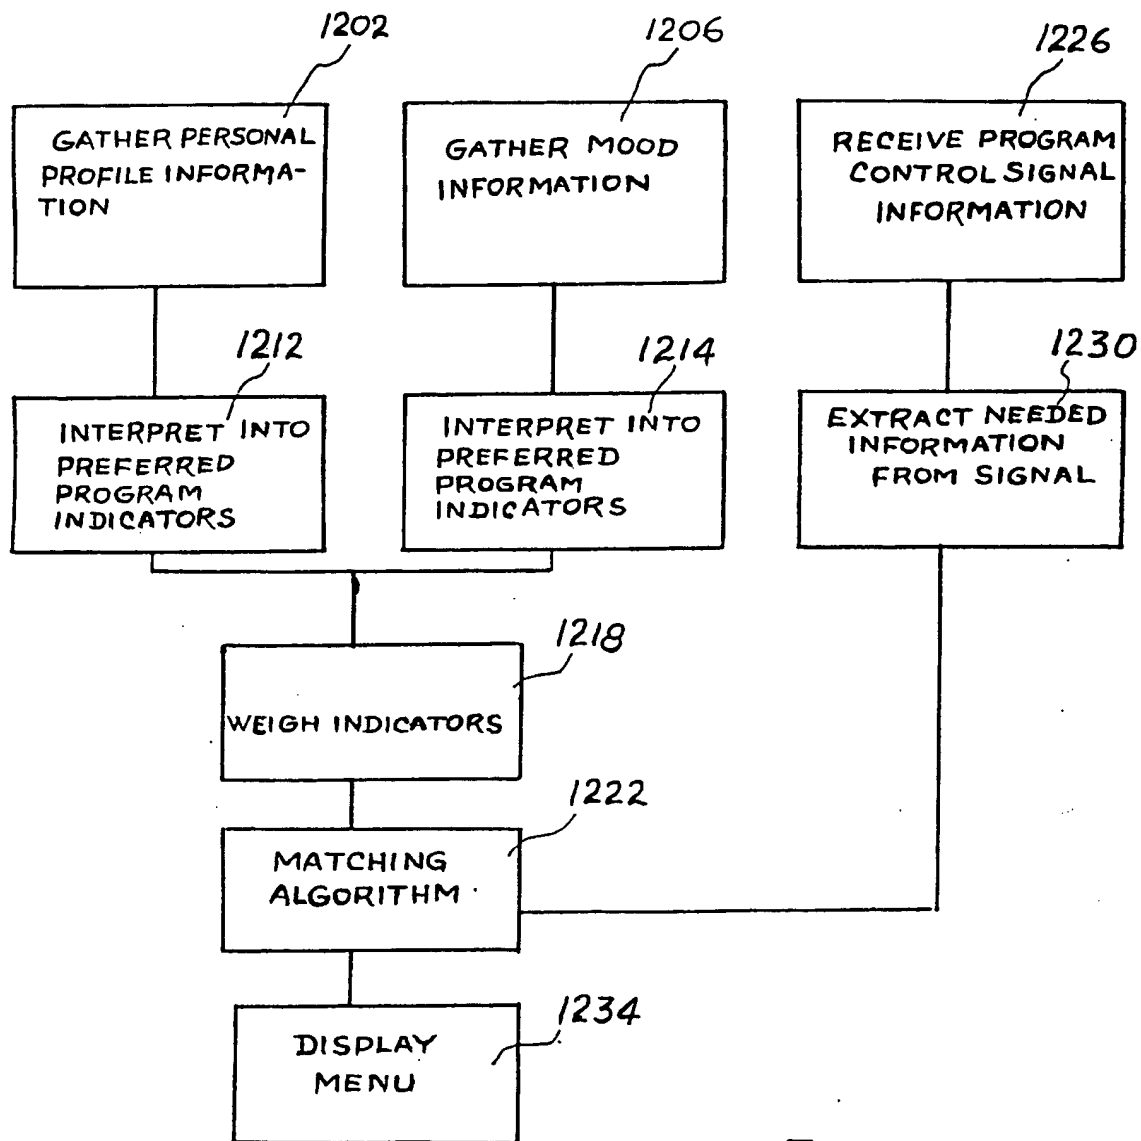 1202
1206
1226
GATHER PERSONAL
PROFILE INFORMA-
TION
GATHER MOOD
INFORMATION
RECEIVE PROGRAM
CONTROL SIGNAL
INFORMATION
1212
1214
1230
INTERPRET INTO
PREFERRED
PROGRAM
INDICATORS
INTERPRET INTO
PREFERRED
PROGRAM
INDICATORS
EXTRACT NEEDED
INFORMATION
FROM SIGNAL
1218
WEIGH INDICATORS
1222
MATCHING
ALGORITHM
1234
DISPLAY
MENU